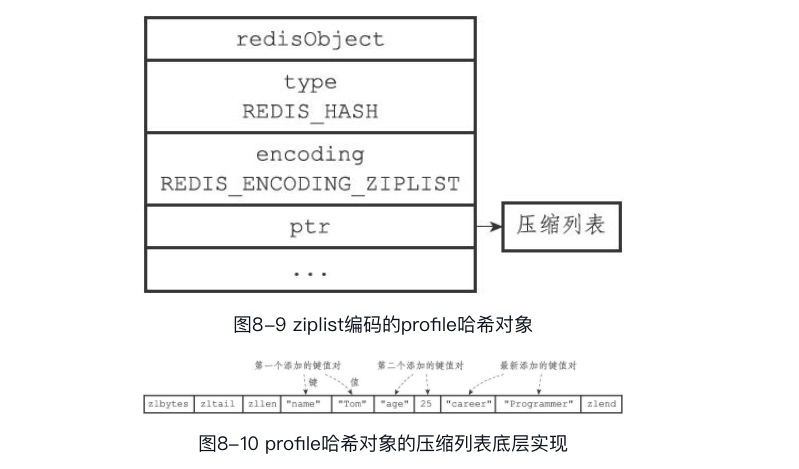 redisObject
type
REDIS_HASH
encoding
REDIS_ENCODING_ZIPLIST
ptr
压缩列表
...
图8-9 ziplist编码的profile哈希对象
第一个添加的键值对 第二个添加的键值对 最新添加的键值对
键 值
zlbytes zltail zllen "name" "Tom" "age" 25 "career" "Programmer" zlend
图8-10 profile哈希对象的压缩列表底层实现